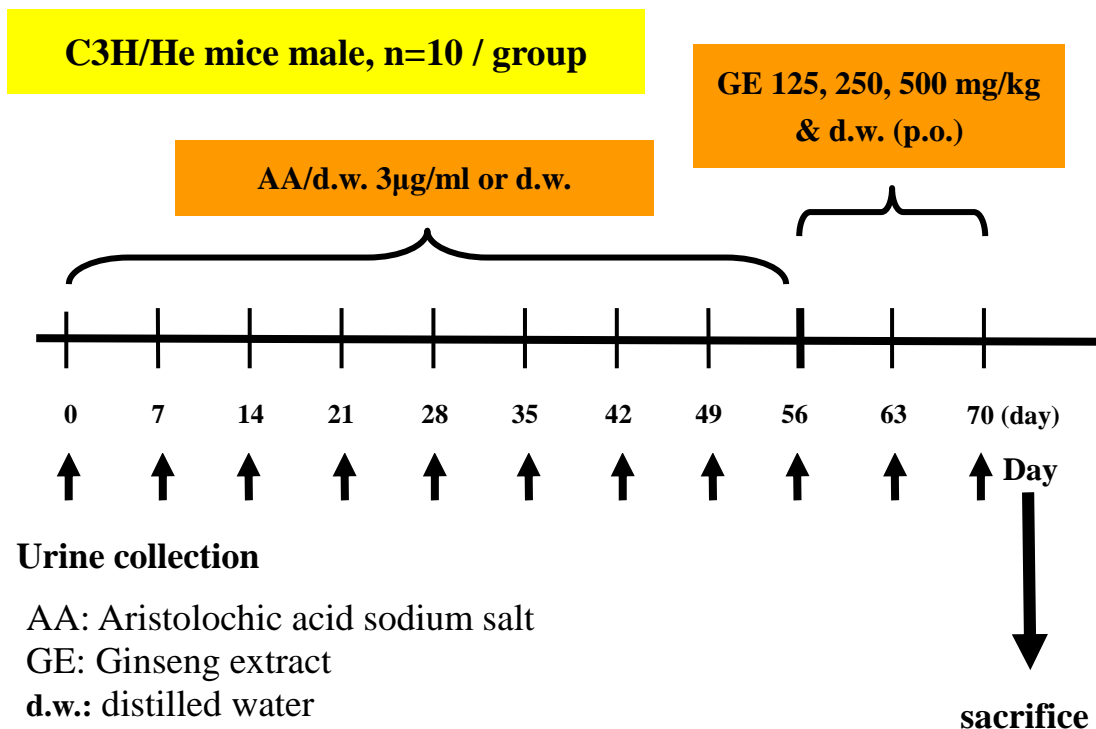 C3H/He mice male, n=10 / group
GE 125, 250, 500 mg/kg
& d.w. (p.o.)
AA/d.w. 3μg/ml or d.w.
0 7 14 21 28 35 42 49 56 63 70 (day)
Day
Urine collection
AA: Aristolochic acid sodium salt
GE: Ginseng extract
d.w.: distilled water
sacrifice